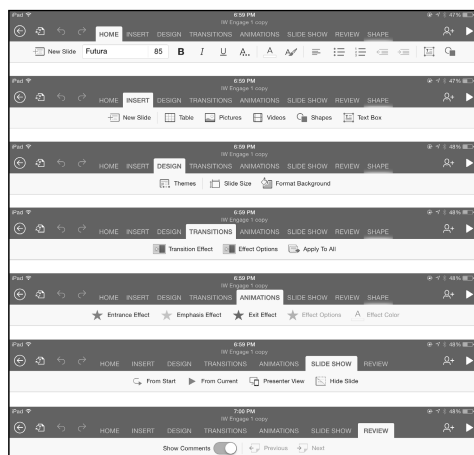 iPad 6:59 PM 47%
IW Engage 1 copy
HOME INSERT DESIGN TRANSITIONS ANIMATIONS SLIDE SHOW REVIEW SHAPE
New Slide Futura 85 B I U A... A A
iPad 6:59 PM 47%
IW Engage 1 copy
HOME INSERT DESIGN TRANSITIONS ANIMATIONS SLIDE SHOW REVIEW SHAPE
New Slide Table Pictures Videos Shapes Text Box
iPad 6:59 PM 48%
IW Engage 1 copy
HOME INSERT DESIGN TRANSITIONS ANIMATIONS SLIDE SHOW REVIEW SHAPE
Themes Slide Size Format Background
iPad 6:59 PM 48%
IW Engage 1 copy
HOME INSERT DESIGN TRANSITIONS ANIMATIONS SLIDE SHOW REVIEW SHAPE
Transition Effect Effect Options Apply To All
iPad 6:59 PM 48%
IW Engage 1 copy
HOME INSERT DESIGN TRANSITIONS ANIMATIONS SLIDE SHOW REVIEW SHAPE
Entrance Effect Emphasis Effect Exit Effect Effect Options A Effect Color
iPad 6:59 PM 48%
IW Engage 1 copy
HOME INSERT DESIGN TRANSITIONS ANIMATIONS SLIDE SHOW REVIEW
From Start From Current Presenter View Hide Slide
iPad 7:00 PM 48%
IW Engage 1 copy
HOME INSERT DESIGN TRANSITIONS ANIMATIONS SLIDE SHOW REVIEW
Show Comments Previous Next